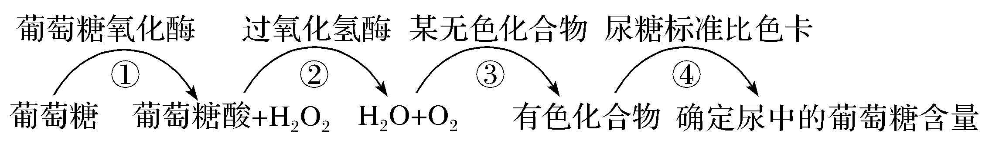 葡萄糖氧化酶 过氧化氢酶 某无色化合物 尿糖标准比色卡
① ② ③ ④
葡萄糖 葡萄糖酸+H₂O₂ H₂O+O₂ 有色化合物 确定尿中的葡萄糖含量